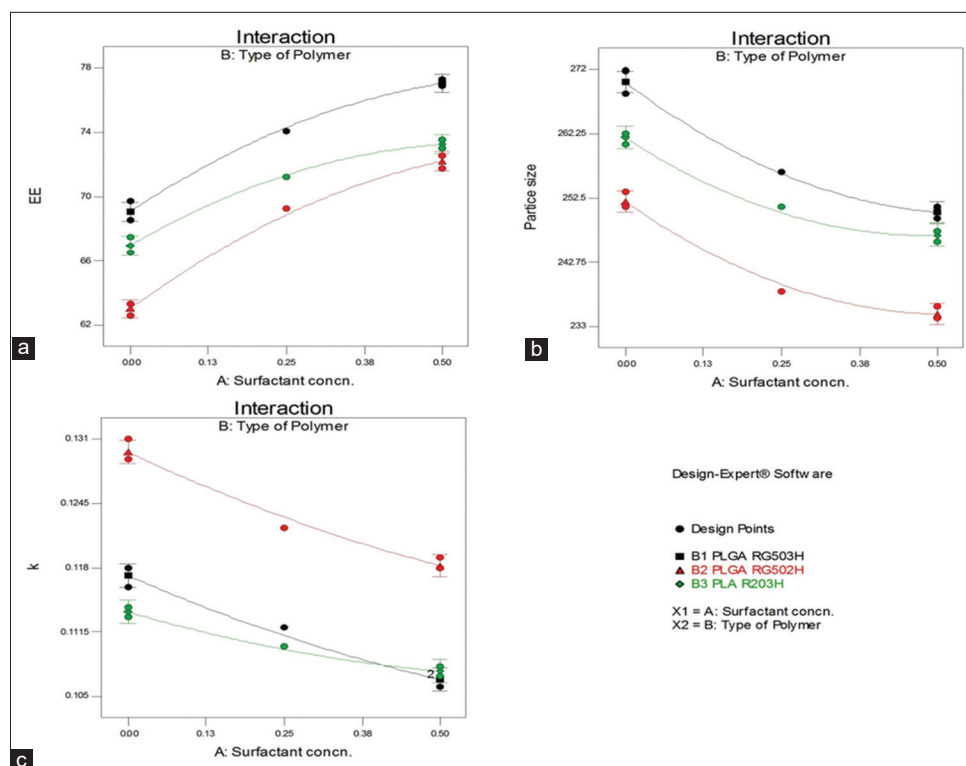 Interaction
B: Type of Polymer
78
74
70
66
62
EE
0.00 0.13 0.25 0.38 0.50
A: Surfactant concn.
a
Interaction
B: Type of Polymer
272
262.25
252.5
242.75
233
Partice size
0.00 0.13 0.25 0.38 0.50
A: Surfactant concn.
b
Interaction
B: Type of Polymer
0.131
0.1245
0.118
0.1115
0.105
k
2
0.00 0.13 0.25 0.38 0.50
A: Surfactant concn.
c
Design-Expert® Software
Design Points
B1 PLGA RG503H
B2 PLGA RG502H
B3 PLA R203H
X1 = A: Surfactant concn.
X2 = B: Type of Polymer